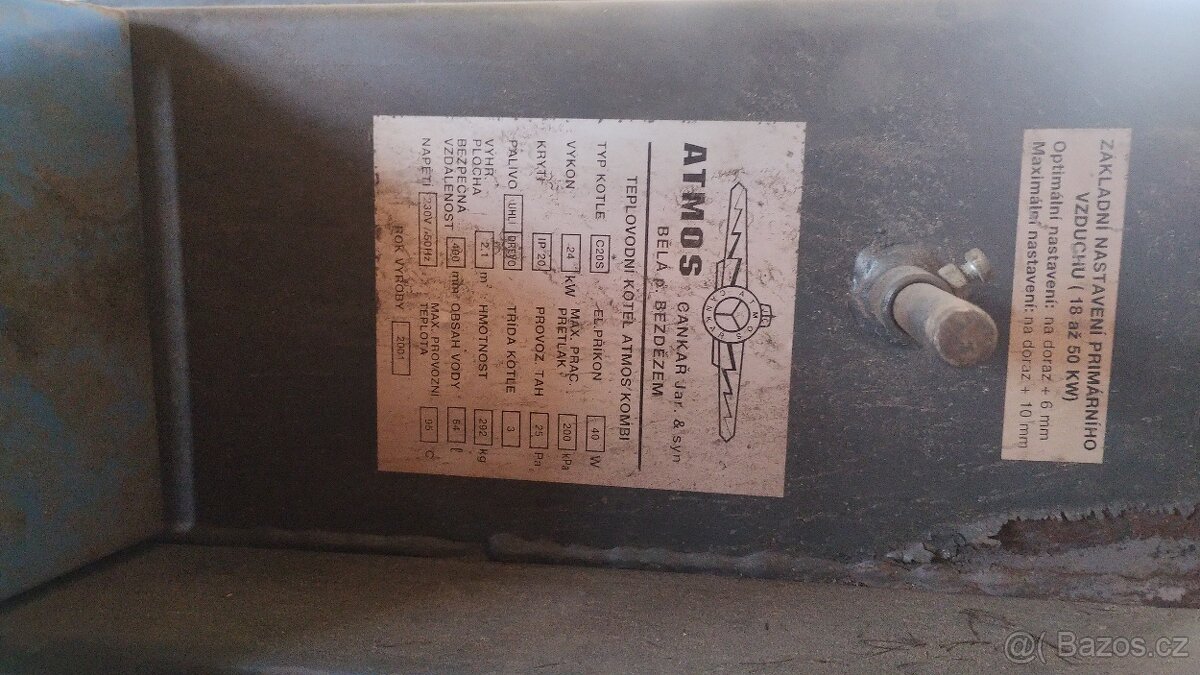 ZÁKLADNÍ NASTAVENÍ PRIMÁRNÍHO
VZDUCHU ( 18 až 50 KW)
Optimální nastavení: na doraz + 6 mm
Maximální nastavení: na doraz + 10 mm
ATMOS
CANKAŘ Jar. & syn
BĚLÁ p. BEZDĚZEM
TEPLOVODNÍ KOTEL ATMOS KOMBI
TYP KOTLE C20S EL. PŘÍKON 40 W
VÝKON -24 kW MAX. PRAC. PŘETLAK 200 kPa
KRYTÍ IP 20 PROVOZ. TAH 25 Pa
PALIVO UHLÍ DŘEVO TŘÍDA KOTLE 3
VÝHŘ. PLOCHA 2.1 m² HMOTNOST 292 kg
BEZPEČNÁ VZDÁLENOST 400 mm OBSAH VODY 64 ℓ
NAPĚTÍ 230V /50Hz MAX. PROVOZNÍ TEPLOTA 95 °C
ROK VÝROBY 2001
@( Bazos.cz